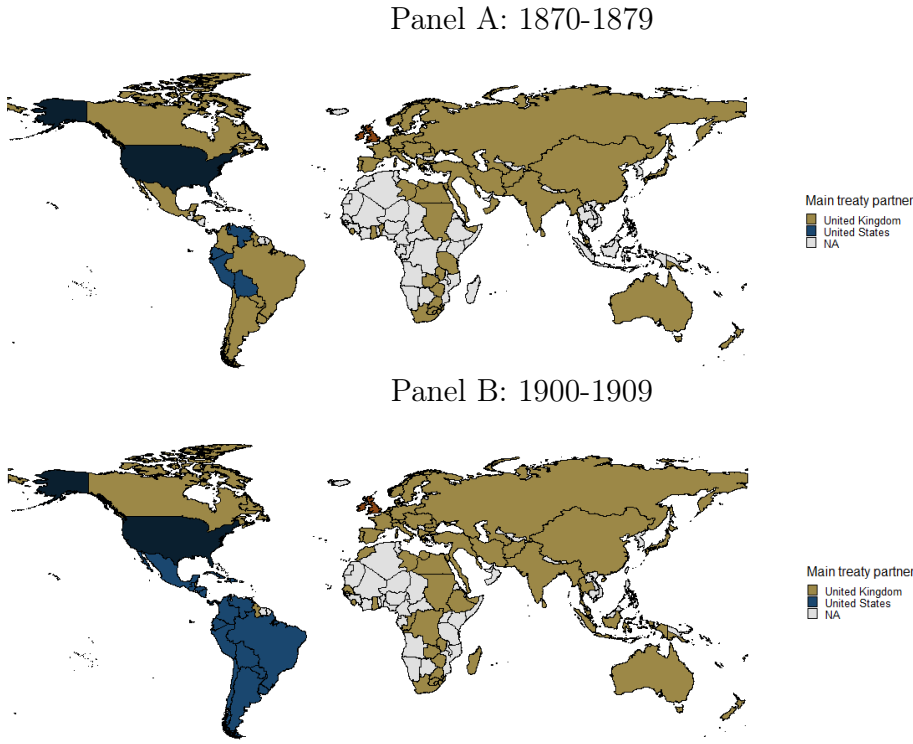 Panel A: 1870-1879
Main treaty partner
United Kingdom
United States
NA
Panel B: 1900-1909
Main treaty partner
United Kingdom
United States
NA